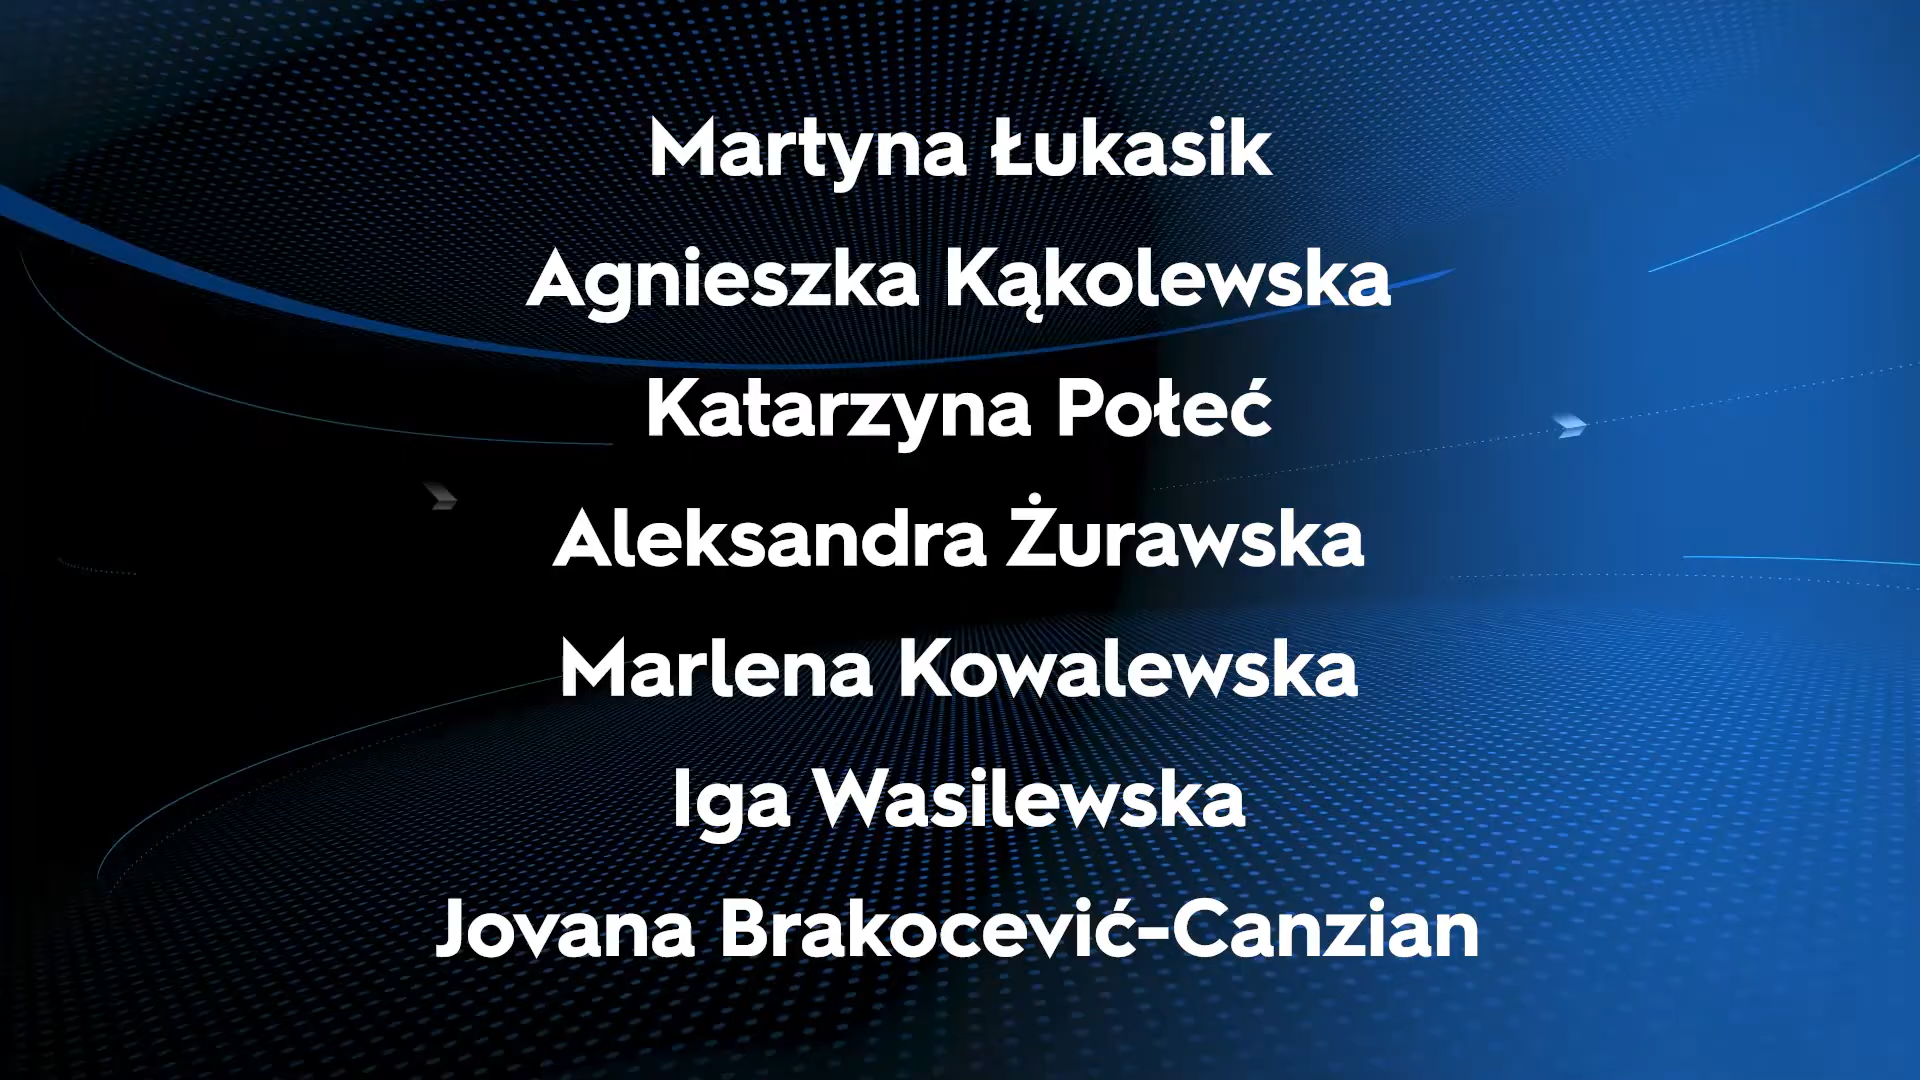 Martyna Łukasik
Agnieszka Kąkolewska
Katarzyna Połeć
Aleksandra Żurawska
Marlena Kowalewska
Iga Wasilewska
Jovana Brakocević-Canzian